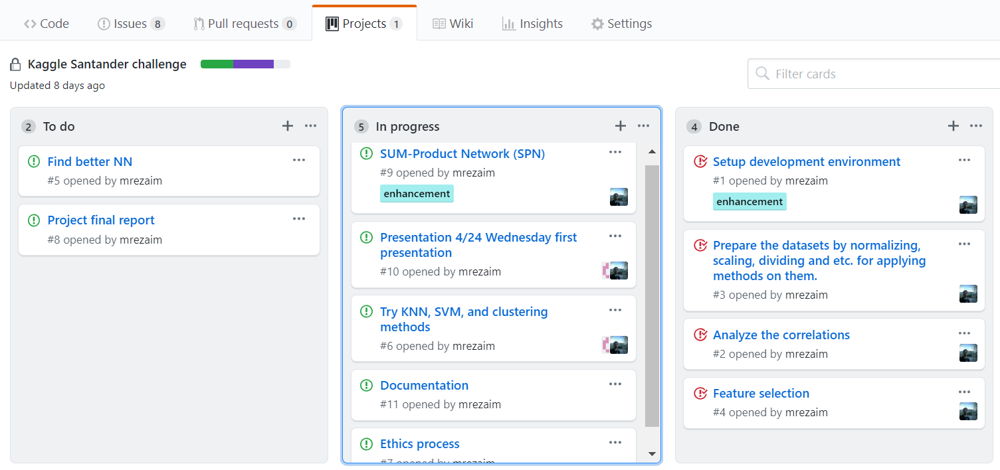 Code Issues 8 Pull requests 0 Projects 1 Wiki Insights Settings
Kaggle Santander challenge
Updated 8 days ago
Filter cards
2 To do
Find better NN
#5 opened by mrezaim
Project final report
#8 opened by mrezaim
5 In progress
SUM-Product Network (SPN)
#9 opened by mrezaim
enhancement
Presentation 4/24 Wednesday first
presentation
#10 opened by mrezaim
Try KNN, SVM, and clustering
methods
#6 opened by mrezaim
Documentation
#11 opened by mrezaim
Ethics process
#7 opened by mrezaim
4 Done
Setup development environment
#1 opened by mrezaim
enhancement
Prepare the datasets by normalizing,
scaling, dividing and etc. for applying
methods on them.
#3 opened by mrezaim
Analyze the correlations
#2 opened by mrezaim
Feature selection
#4 opened by mrezaim